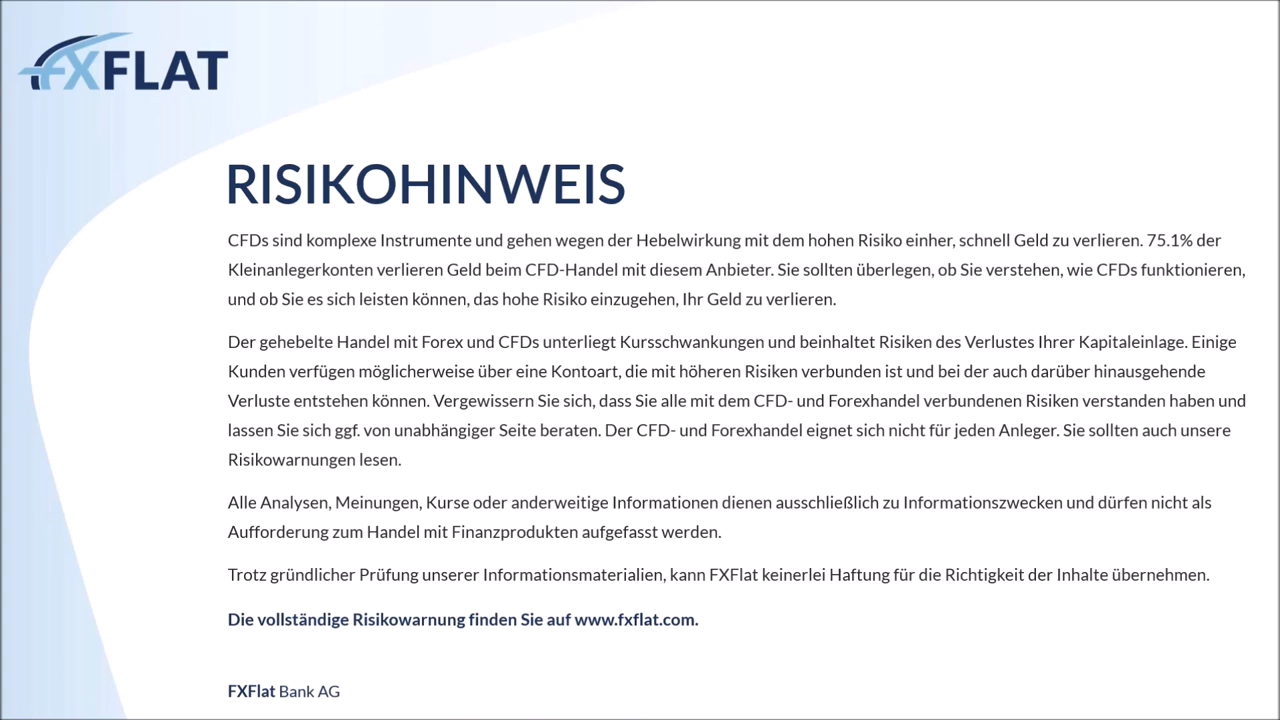 FXFLAT
RISIKOHINWEIS
CFDs sind komplexe Instrumente und gehen wegen der Hebelwirkung mit dem hohen Risiko einher, schnell Geld zu verlieren. 75.1% der
Kleinanlegerkonten verlieren Geld beim CFD-Handel mit diesem Anbieter. Sie sollten überlegen, ob Sie verstehen, wie CFDs funktionieren,
und ob Sie es sich leisten können, das hohe Risiko einzugehen, Ihr Geld zu verlieren.
Der gehebelte Handel mit Forex und CFDs unterliegt Kursschwankungen und beinhaltet Risiken des Verlustes Ihrer Kapitaleinlage. Einige
Kunden verfügen möglicherweise über eine Kontoart, die mit höheren Risiken verbunden ist und bei der auch darüber hinausgehende
Verluste entstehen können. Vergewissern Sie sich, dass Sie alle mit dem CFD- und Forexhandel verbundenen Risiken verstanden haben und
lassen Sie sich ggf. von unabhängiger Seite beraten. Der CFD- und Forexhandel eignet sich nicht für jeden Anleger. Sie sollten auch unsere
Risikowarnungen lesen.
Alle Analysen, Meinungen, Kurse oder anderweitige Informationen dienen ausschließlich zu Informationszwecken und dürfen nicht als
Aufforderung zum Handel mit Finanzprodukten aufgefasst werden.
Trotz gründlicher Prüfung unserer Informationsmaterialien, kann FXFlat keinerlei Haftung für die Richtigkeit der Inhalte übernehmen.
Die vollständige Risikowarnung finden Sie auf www.fxflat.com.
FXFlat Bank AG